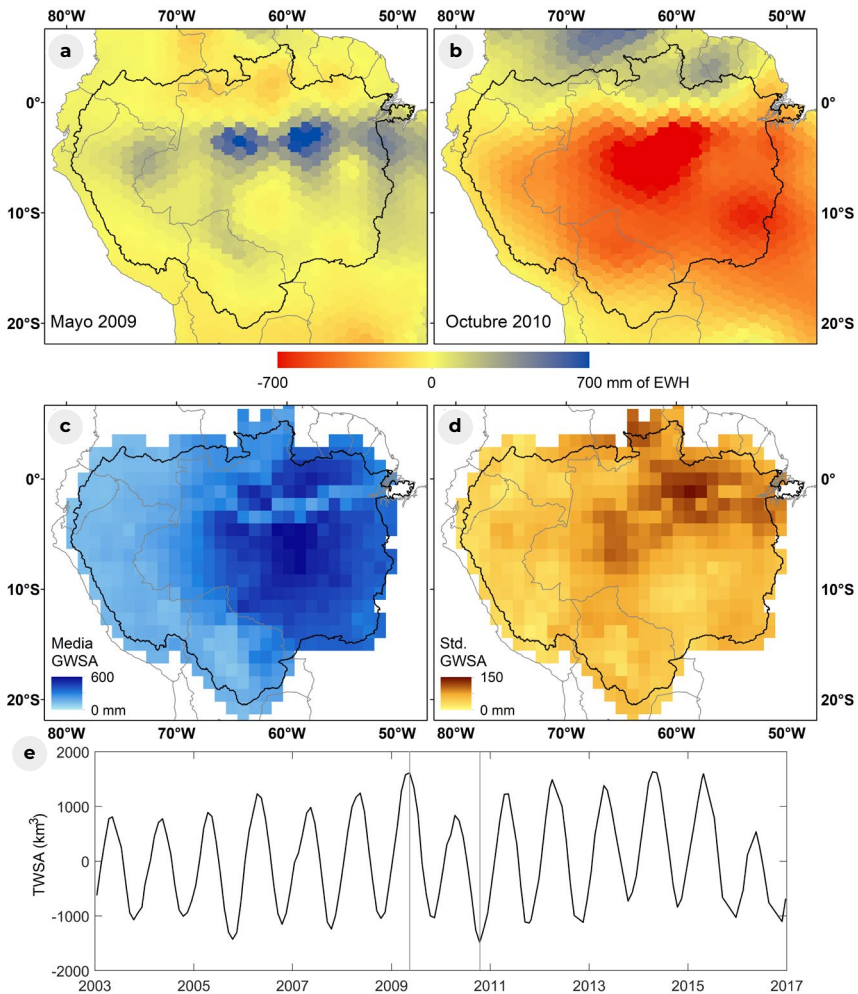 80°W 70°W 60°W 50°W 80°W 70°W 60°W 50°W
a b
0°
10°S
20°S
Mayo 2009 Octubre 2010
-700 0 700 mm of EWH
c d
0° 0°
10°S 10°S
20°S 20°S
Media
GWSA
600
0 mm
Std.
GWSA
150
0 mm
80°W 70°W 60°W 50°W 80°W 70°W 60°W 50°W
e
TWSA (km³)
2000
1000
0
-1000
-2000
2003 2005 2007 2009 2011 2013 2015 2017